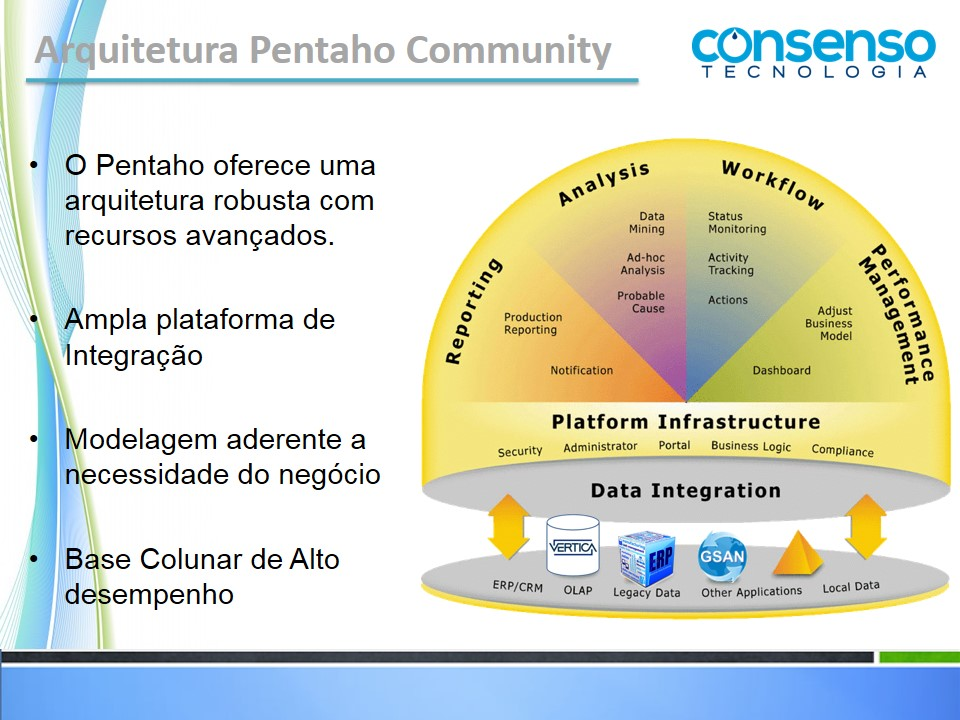 Arquitetura Pentaho Community
consenso
TECNOLOGIA
• O Pentaho oferece uma
arquitetura robusta com
recursos avançados.
• Ampla plataforma de
Integração
• Modelagem aderente a
necessidade do negócio
• Base Colunar de Alto
desempenho
Reporting
Analysis
Workflow
Performance
Management
Production
Reporting
Notification
Data
Mining
Ad-hoc
Analysis
Probable
Cause
Status
Monitoring
Activity
Tracking
Actions
Adjust
Business
Model
Dashboard
Platform Infrastructure
Security Administrator Portal Business Logic Compliance
Data Integration
VERTICA
ERP
GSAN
ERP/CRM OLAP Legacy Data Other Applications Local Data